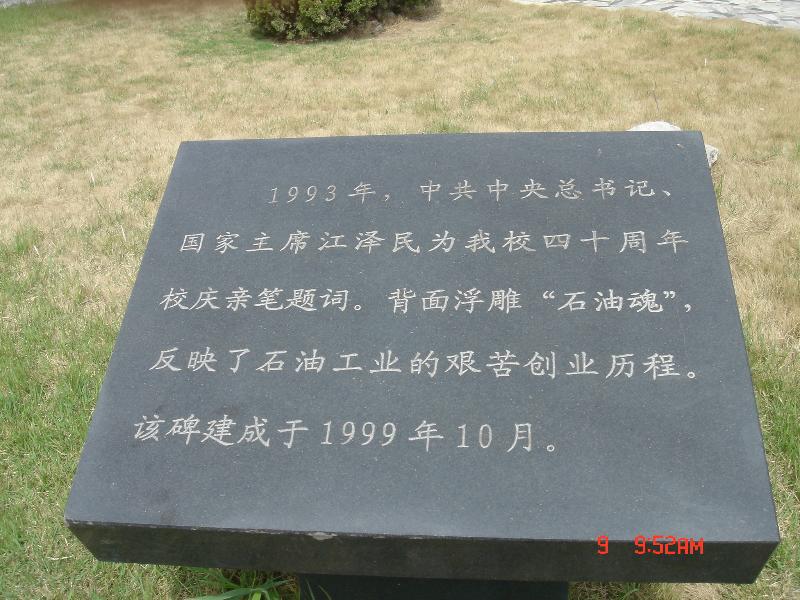 1993年，中共中央总书记、
国家主席江泽民为我校四十周年
校庆亲笔题词。背面浮雕“石油魂”，
反映了石油工业的艰苦创业历程。
该碑建成于1999年10月。
9 9:52AM